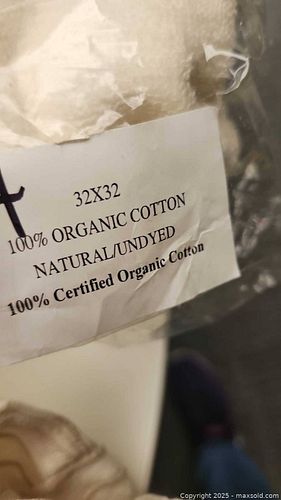 32X32
100% ORGANIC COTTON
NATURAL/UNDYED
100% Certified Organic Cotton
Copyright © 2025 - maxsold.com